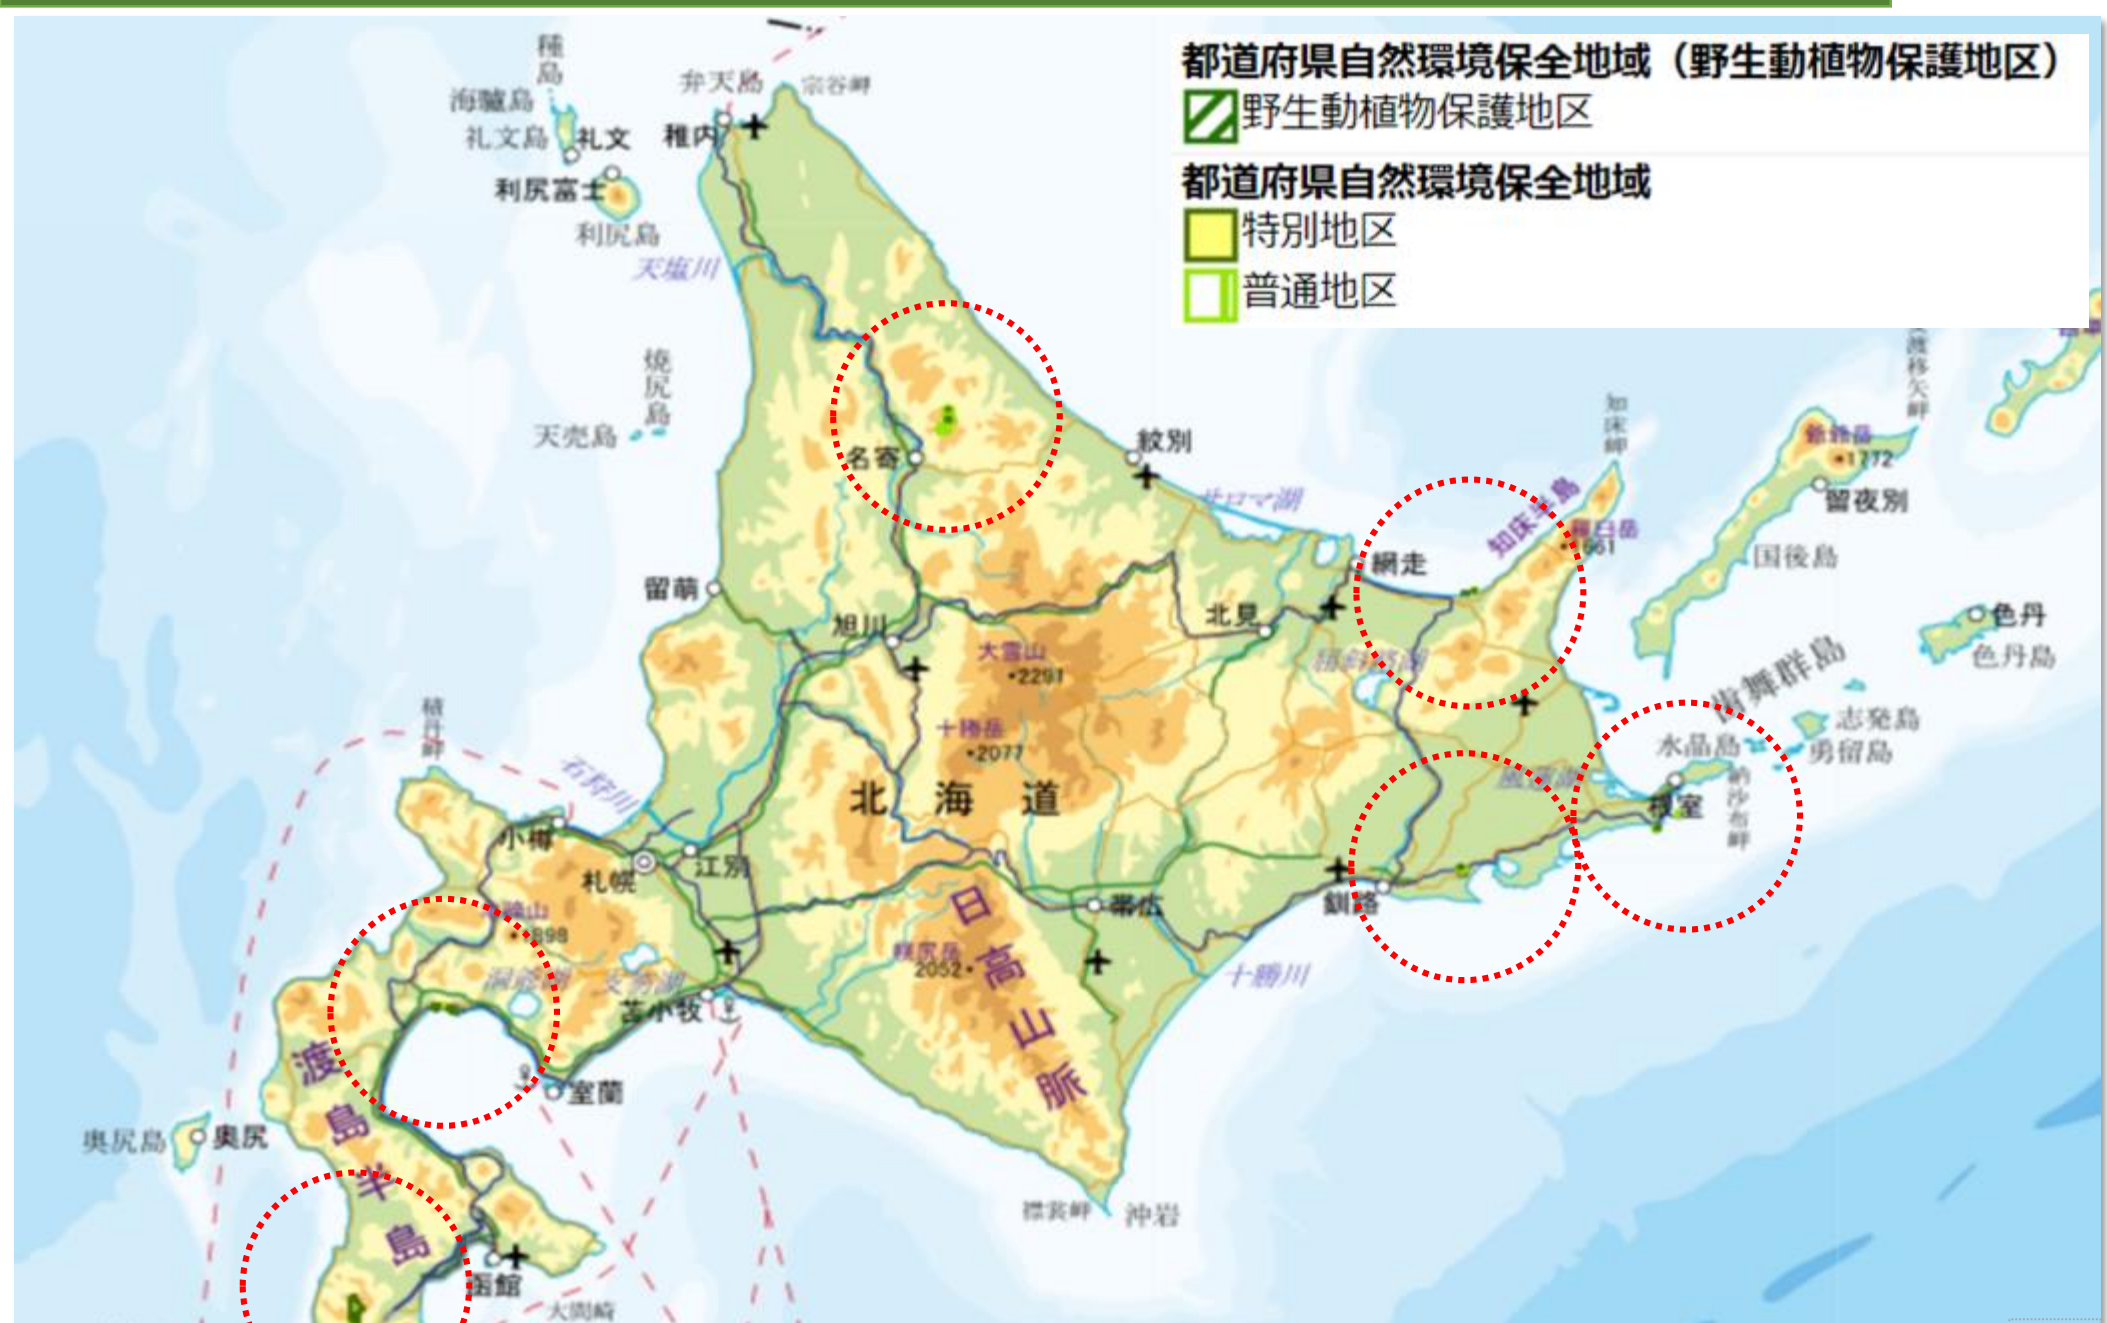 都道府県自然環境保全地域（野生動植物保護地区）
野生動植物保護地区
都道府県自然環境保全地域
特別地区
普通地区
種島
海驢島
礼文島
礼文
利尻富士
利尻島
弁天島
宗谷岬
稚内
天塩川
焼尻島
天売島
名寄
紋別
サロマ湖
知床岬
知床半島
羅臼岳
1661
網走
北見
留萌
旭川
大雪山
•2291
十勝岳
•2077
北海道
石狩川
積丹岬
小樽
札幌
江別
•1898
洞爺湖
支笏湖
苫小牧
室蘭
渡島半島
奥尻島
奥尻
函館
大間崎
日高山脈
幌尻岳
2052•
帯広
十勝川
釧路
襟裳岬
沖岩
風蓮湖
根室
納沙布岬
水晶島
歯舞群島
志発島
勇留島
色丹
色丹島
国後島
留夜別
•1772
渡移矢岬